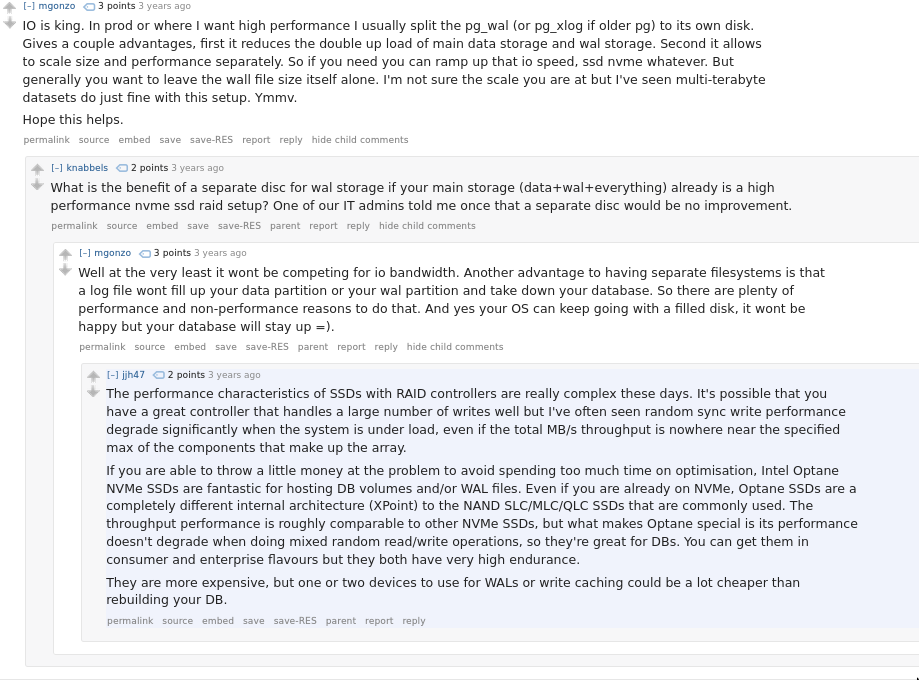 [–] mgonzo 3 points 3 years ago
IO is king. In prod or where I want high performance I usually split the pg_wal (or pg_xlog if older pg) to its own disk.
Gives a couple advantages, first it reduces the double up load of main data storage and wal storage. Second it allows
to scale size and performance separately. So if you need you can ramp up that io speed, ssd nvme whatever. But
generally you want to leave the wall file size itself alone. I'm not sure the scale you are at but I've seen multi-terabyte
datasets do just fine with this setup. Ymmv.
Hope this helps.
permalink source embed save save-RES report reply hide child comments
[–] knabbels 2 points 3 years ago
What is the benefit of a separate disc for wal storage if your main storage (data+wal+everything) already is a high
performance nvme ssd raid setup? One of our IT admins told me once that a separate disc would be no improvement.
permalink source embed save save-RES parent report reply hide child comments
[–] mgonzo 3 points 3 years ago
Well at the very least it wont be competing for io bandwidth. Another advantage to having separate filesystems is that
a log file wont fill up your data partition or your wal partition and take down your database. So there are plenty of
performance and non-performance reasons to do that. And yes your OS can keep going with a filled disk, it wont be
happy but your database will stay up =).
permalink source embed save save-RES parent report reply hide child comments
[–] jjh47 2 points 3 years ago
The performance characteristics of SSDs with RAID controllers are really complex these days. It's possible that you
have a great controller that handles a large number of writes well but I've often seen random sync write performance
degrade significantly when the system is under load, even if the total MB/s throughput is nowhere near the specified
max of the components that make up the array.
If you are able to throw a little money at the problem to avoid spending too much time on optimisation, Intel Optane
NVMe SSDs are fantastic for hosting DB volumes and/or WAL files. Even if you are already on NVMe, Optane SSDs are a
completely different internal architecture (XPoint) to the NAND SLC/MLC/QLC SSDs that are commonly used. The
throughput performance is roughly comparable to other NVMe SSDs, but what makes Optane special is its performance
doesn't degrade when doing mixed random read/write operations, so they're great for DBs. You can get them in
consumer and enterprise flavours but they both have very high endurance.
They are more expensive, but one or two devices to use for WALs or write caching could be a lot cheaper than
rebuilding your DB.
permalink source embed save save-RES parent report reply